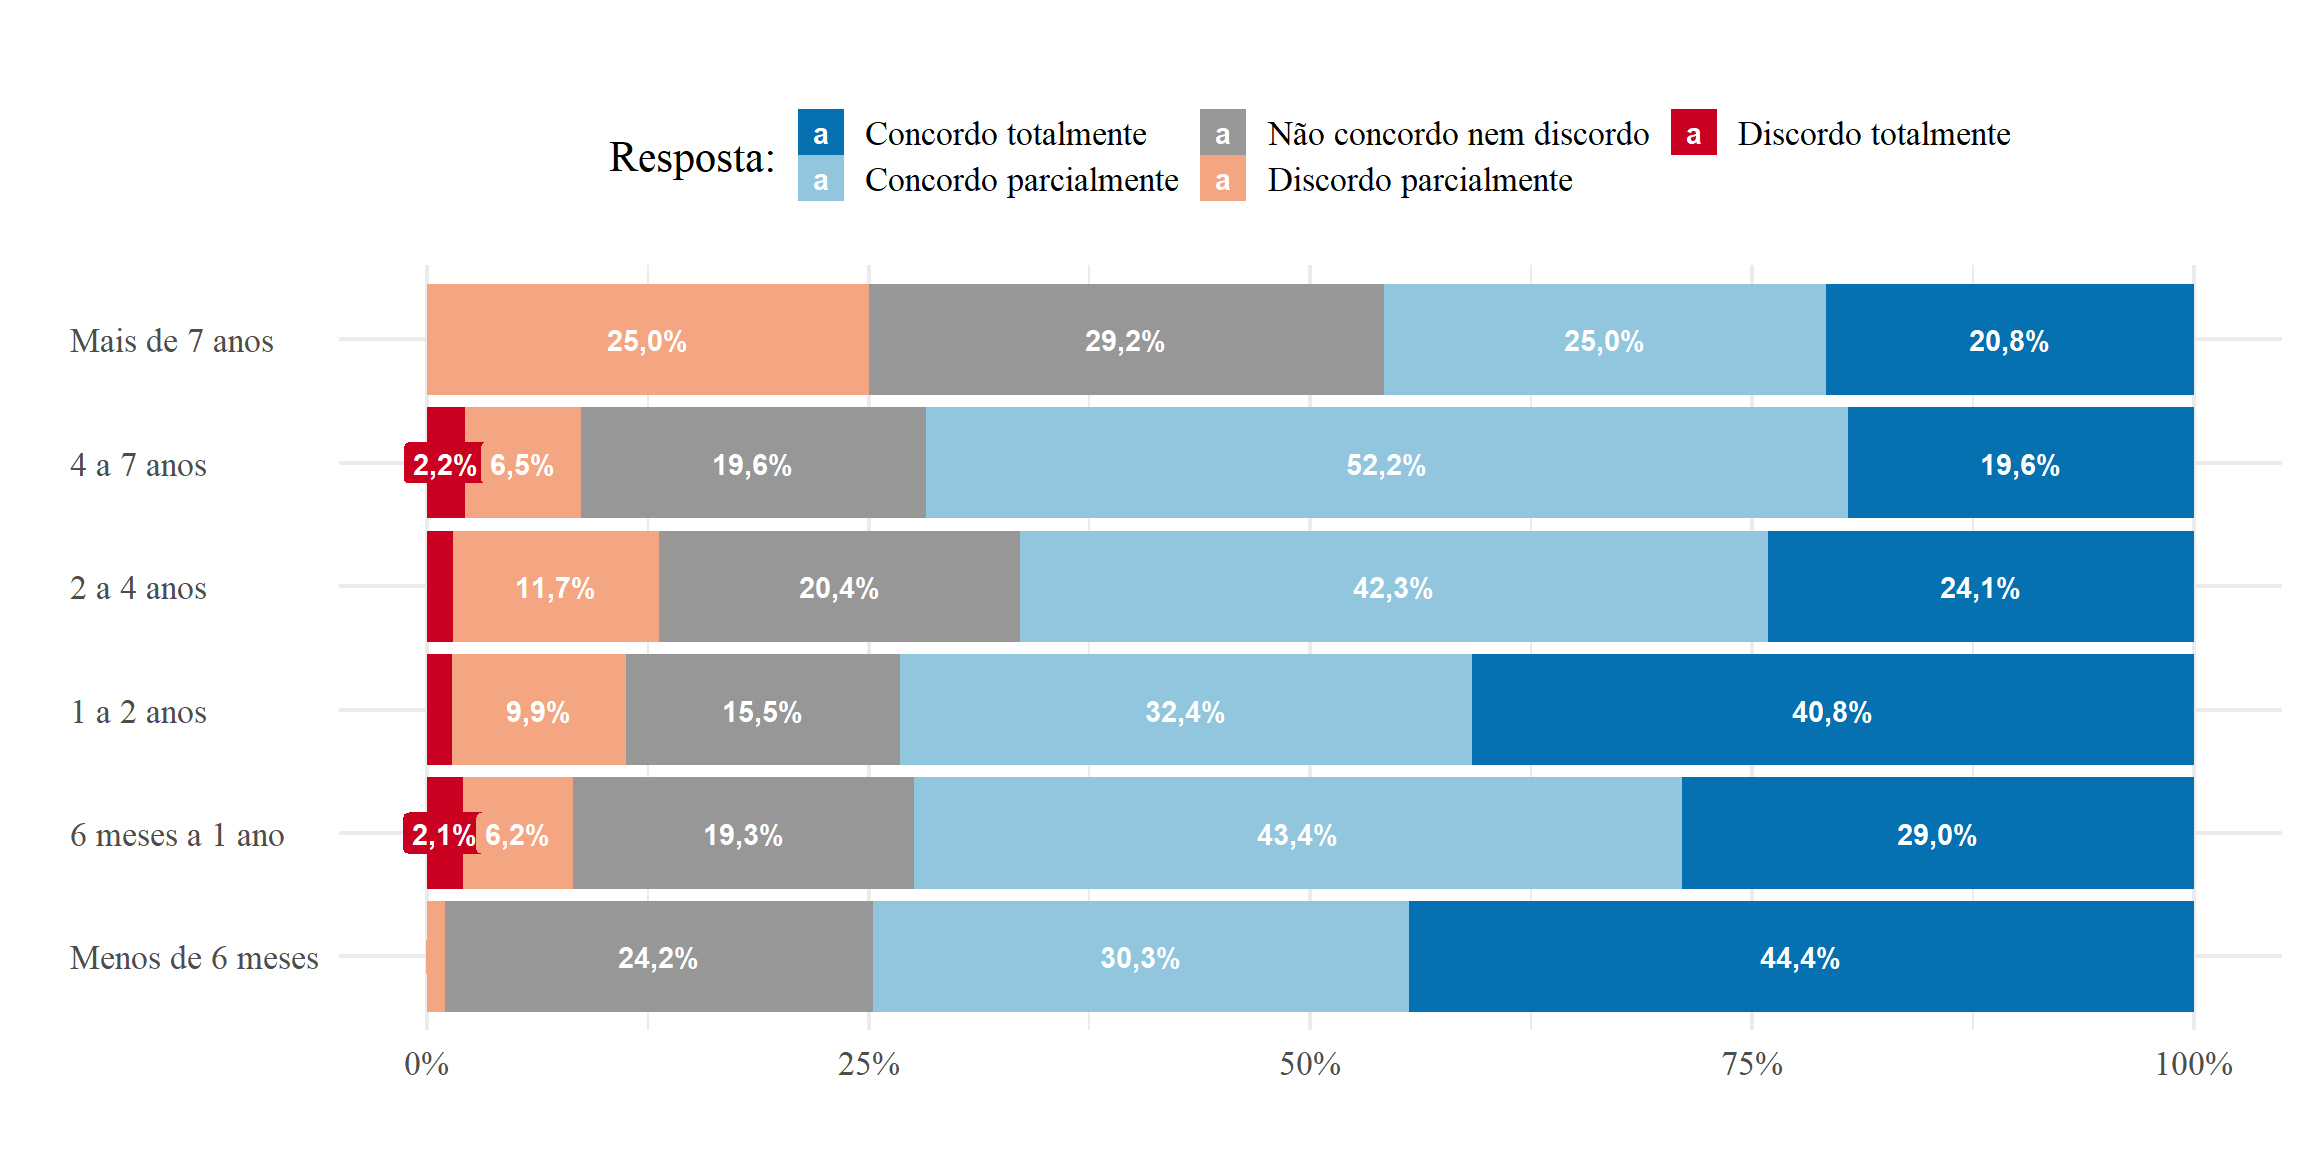 Resposta: a Concordo totalmente a Não concordo nem discordo a Discordo totalmente
a Concordo parcialmente a Discordo parcialmente
Mais de 7 anos 25,0% 29,2% 25,0% 20,8%
4 a 7 anos 2,2% 6,5% 19,6% 52,2% 19,6%
2 a 4 anos 11,7% 20,4% 42,3% 24,1%
1 a 2 anos 9,9% 15,5% 32,4% 40,8%
6 meses a 1 ano 2,1% 6,2% 19,3% 43,4% 29,0%
Menos de 6 meses 24,2% 30,3% 44,4%
0% 25% 50% 75% 100%